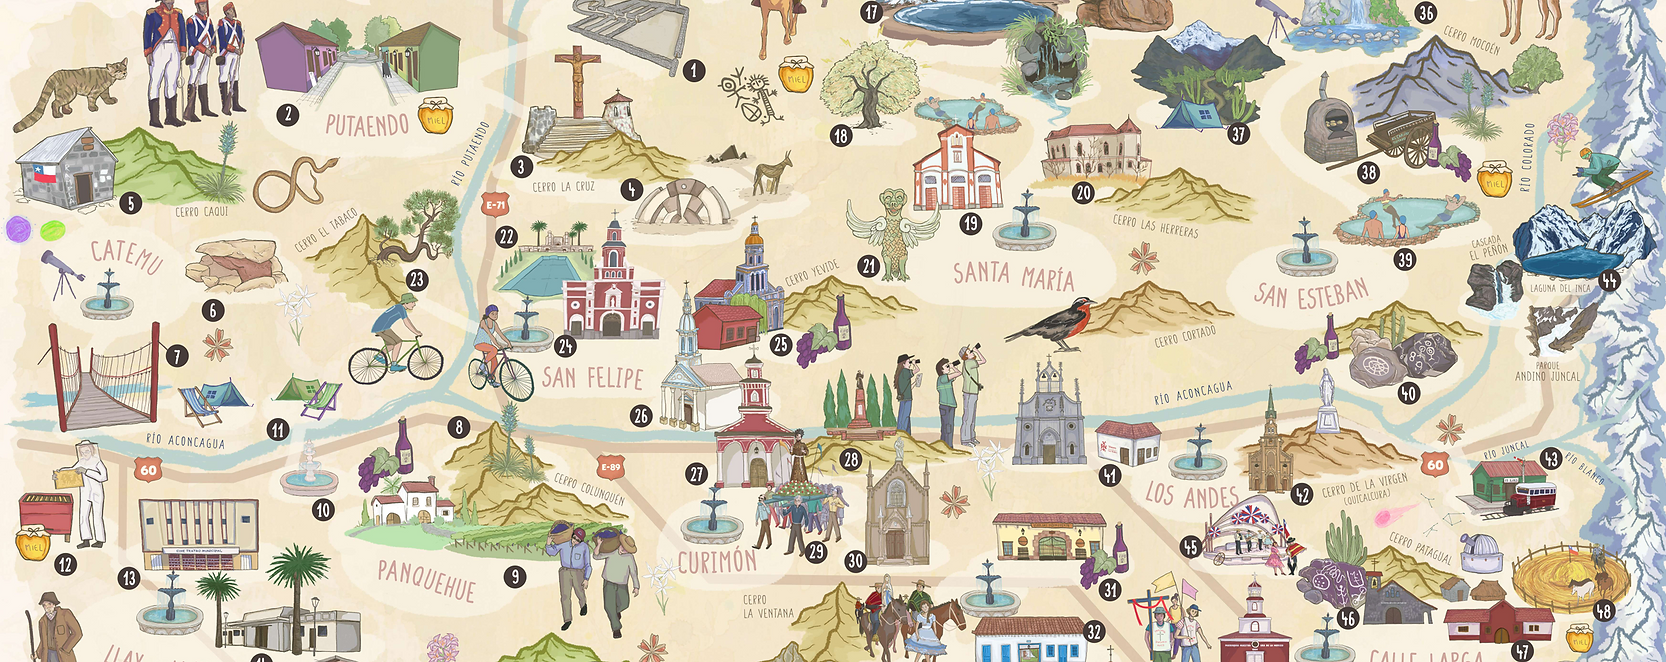 17
36
CERRO MOCOEN
1
MIEL
2
PUTAENDO
MIEL
18
37
RÍO PUTAENDO
3
CERRO LA CRUZ
4
38
MIEL
RÍO COLORADO
5
CERRO CAQUI
E-71
20
19
CERRO LAS HERRERAS
CERRO EL TABACO
22
CATEMU
23
21
SANTA MARÍA
39
CASCADA
EL PEÑÓN
44
LAGUNA DEL INCA
SAN ESTEBAN
CERRO YEVIDE
6
7
24
25
CERRO CORTADO
SAN FELIPE
PARQUE
ANDINO JUNCAL
40
RÍO ACONCAGUA
26
11
8
RÍO ACONCAGUA
60
E-89
27
28
41
60
RÍO JUNCAL
43
RÍO BLANCO
CERRO COLUNQUÉN
LOS ANDES
42
CERRO DE LA VIRGEN
(QUICALCURA)
10
MIEL
12
13
CINE TEATRO MUNICIPAL
PANQUEHUE
9
CURIMÓN
29
30
31
45
CERRO PATAGUAL
46
48
CERRO
LA VENTANA
32
47
MIEL
LLAY
CALLE LARGA